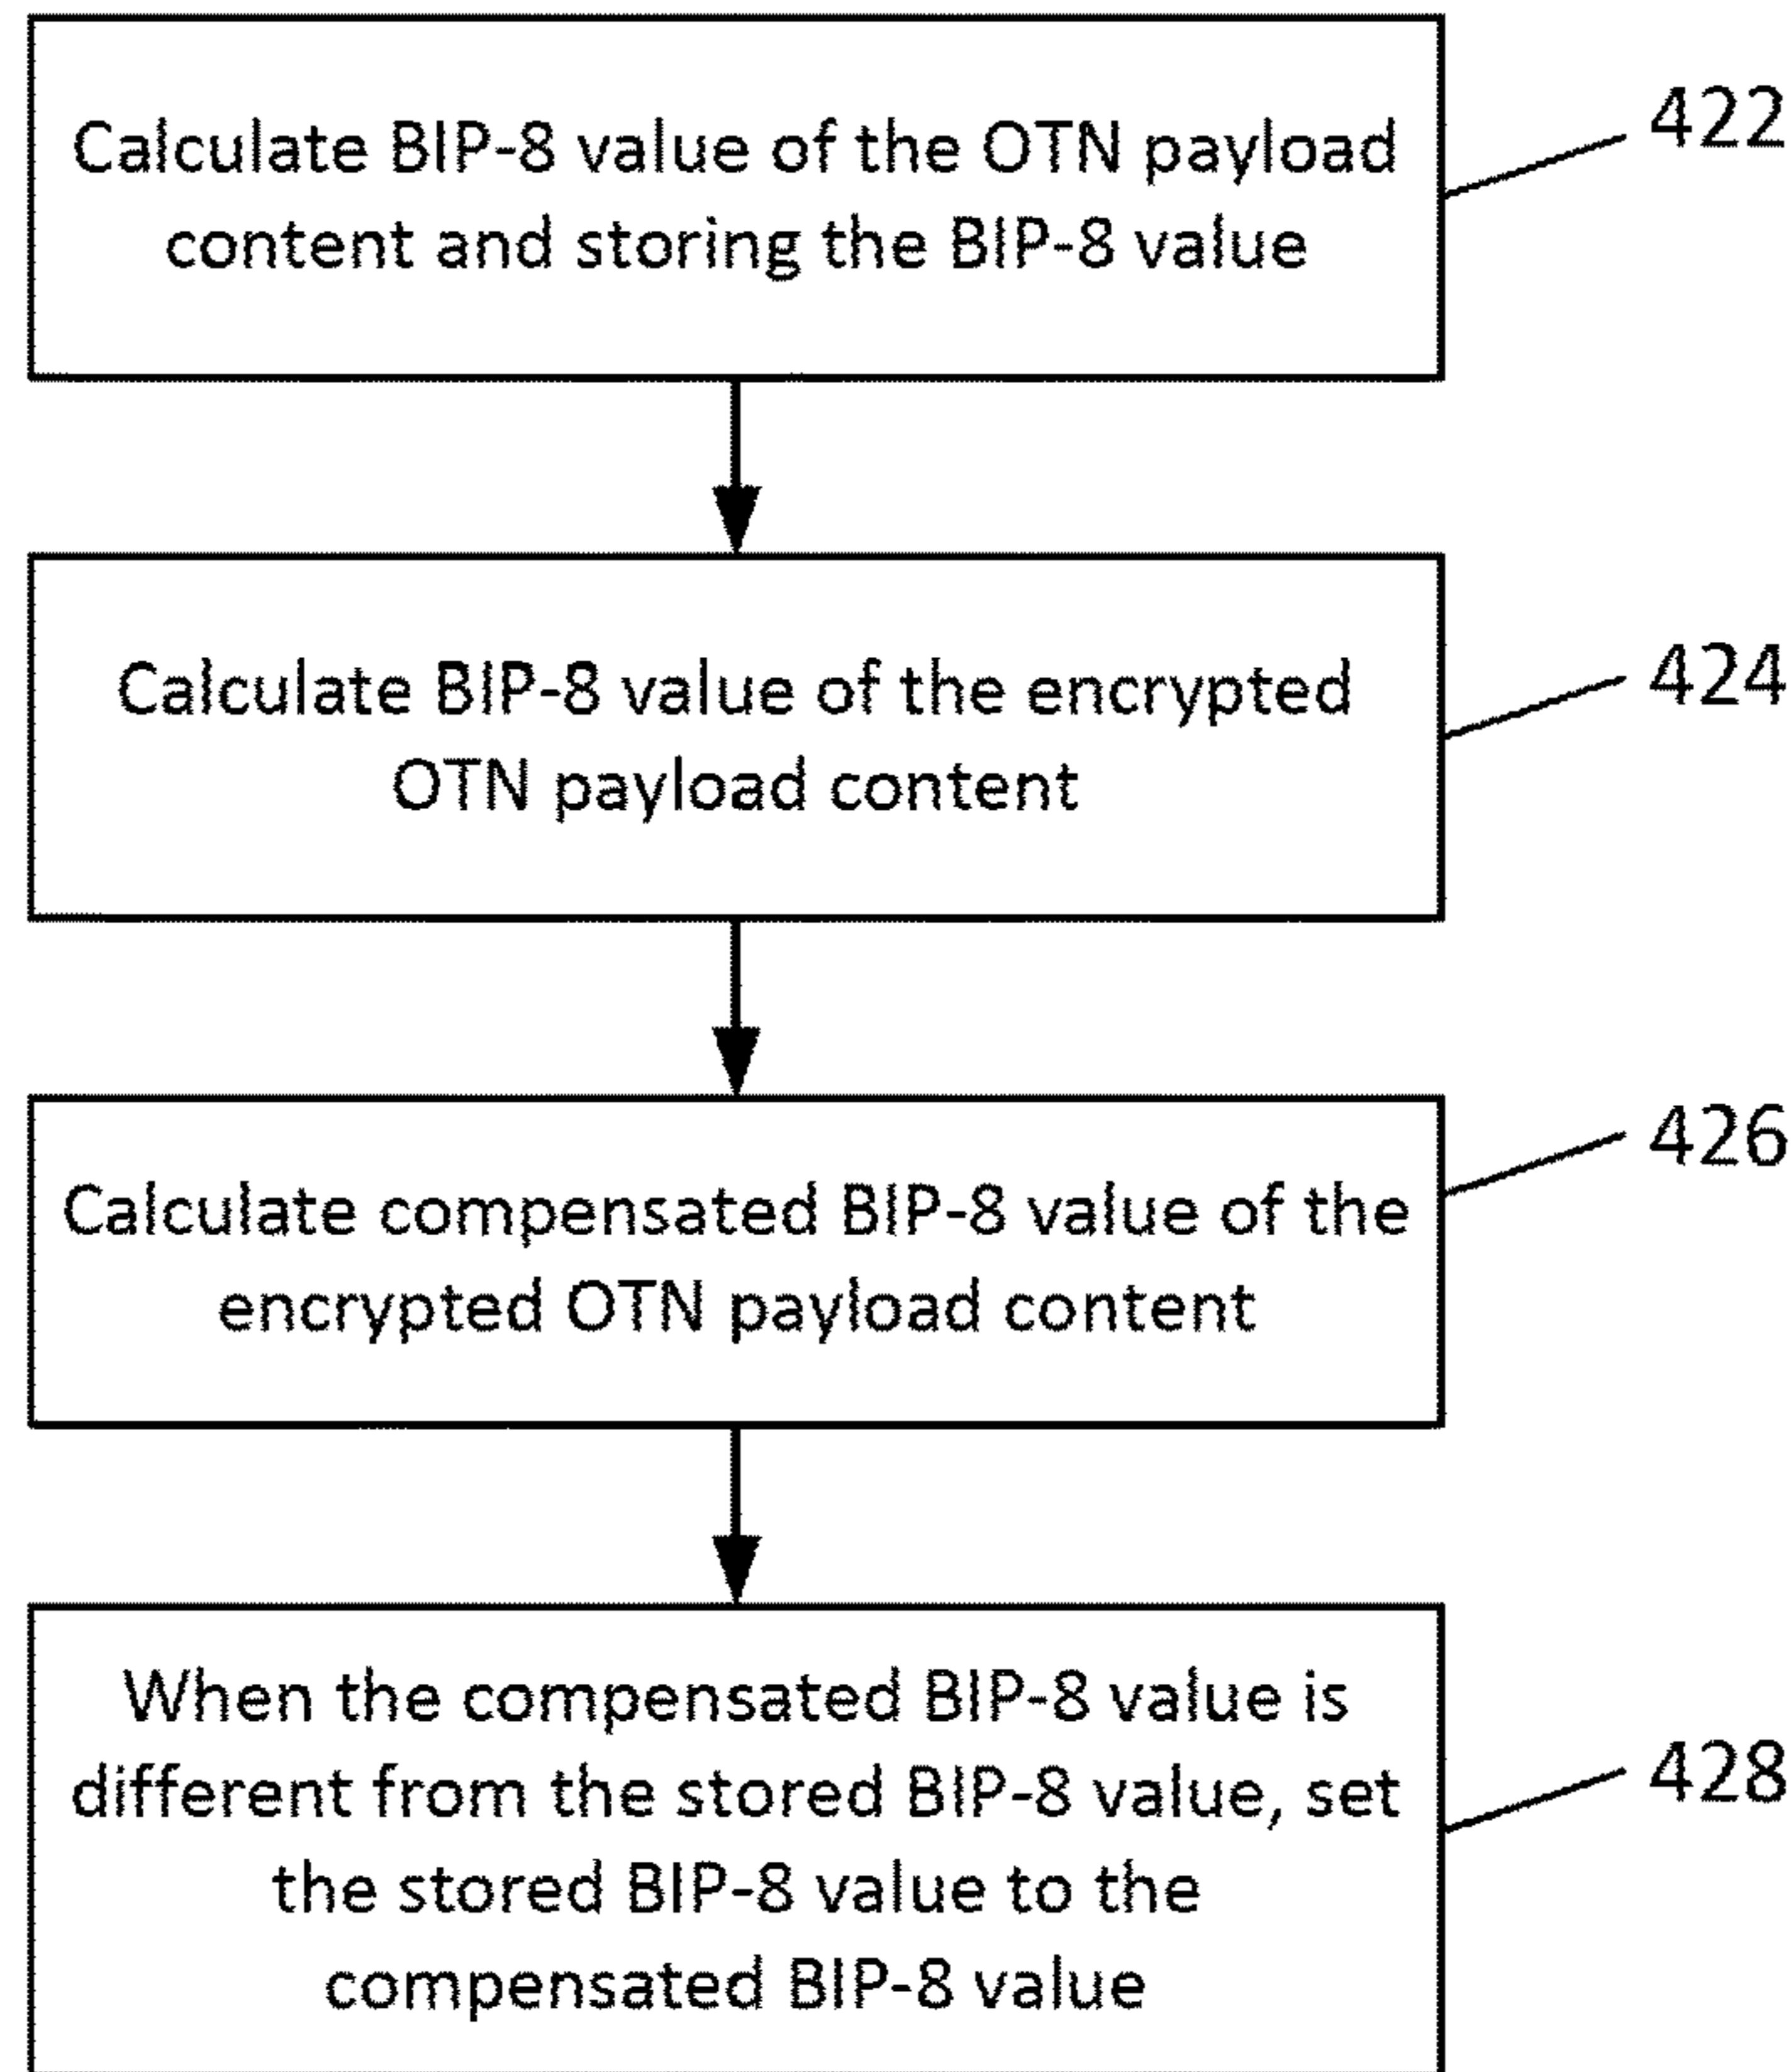 Calculate BIP-8 value of the OTN payload
content and storing the BIP-8 value
422
Calculate BIP-8 value of the encrypted
OTN payload content
424
Calculate compensated BIP-8 value of the
encrypted OTN payload content
426
When the compensated BIP-8 value is
different from the stored BIP-8 value, set
the stored BIP-8 value to the
compensated BIP-8 value
428